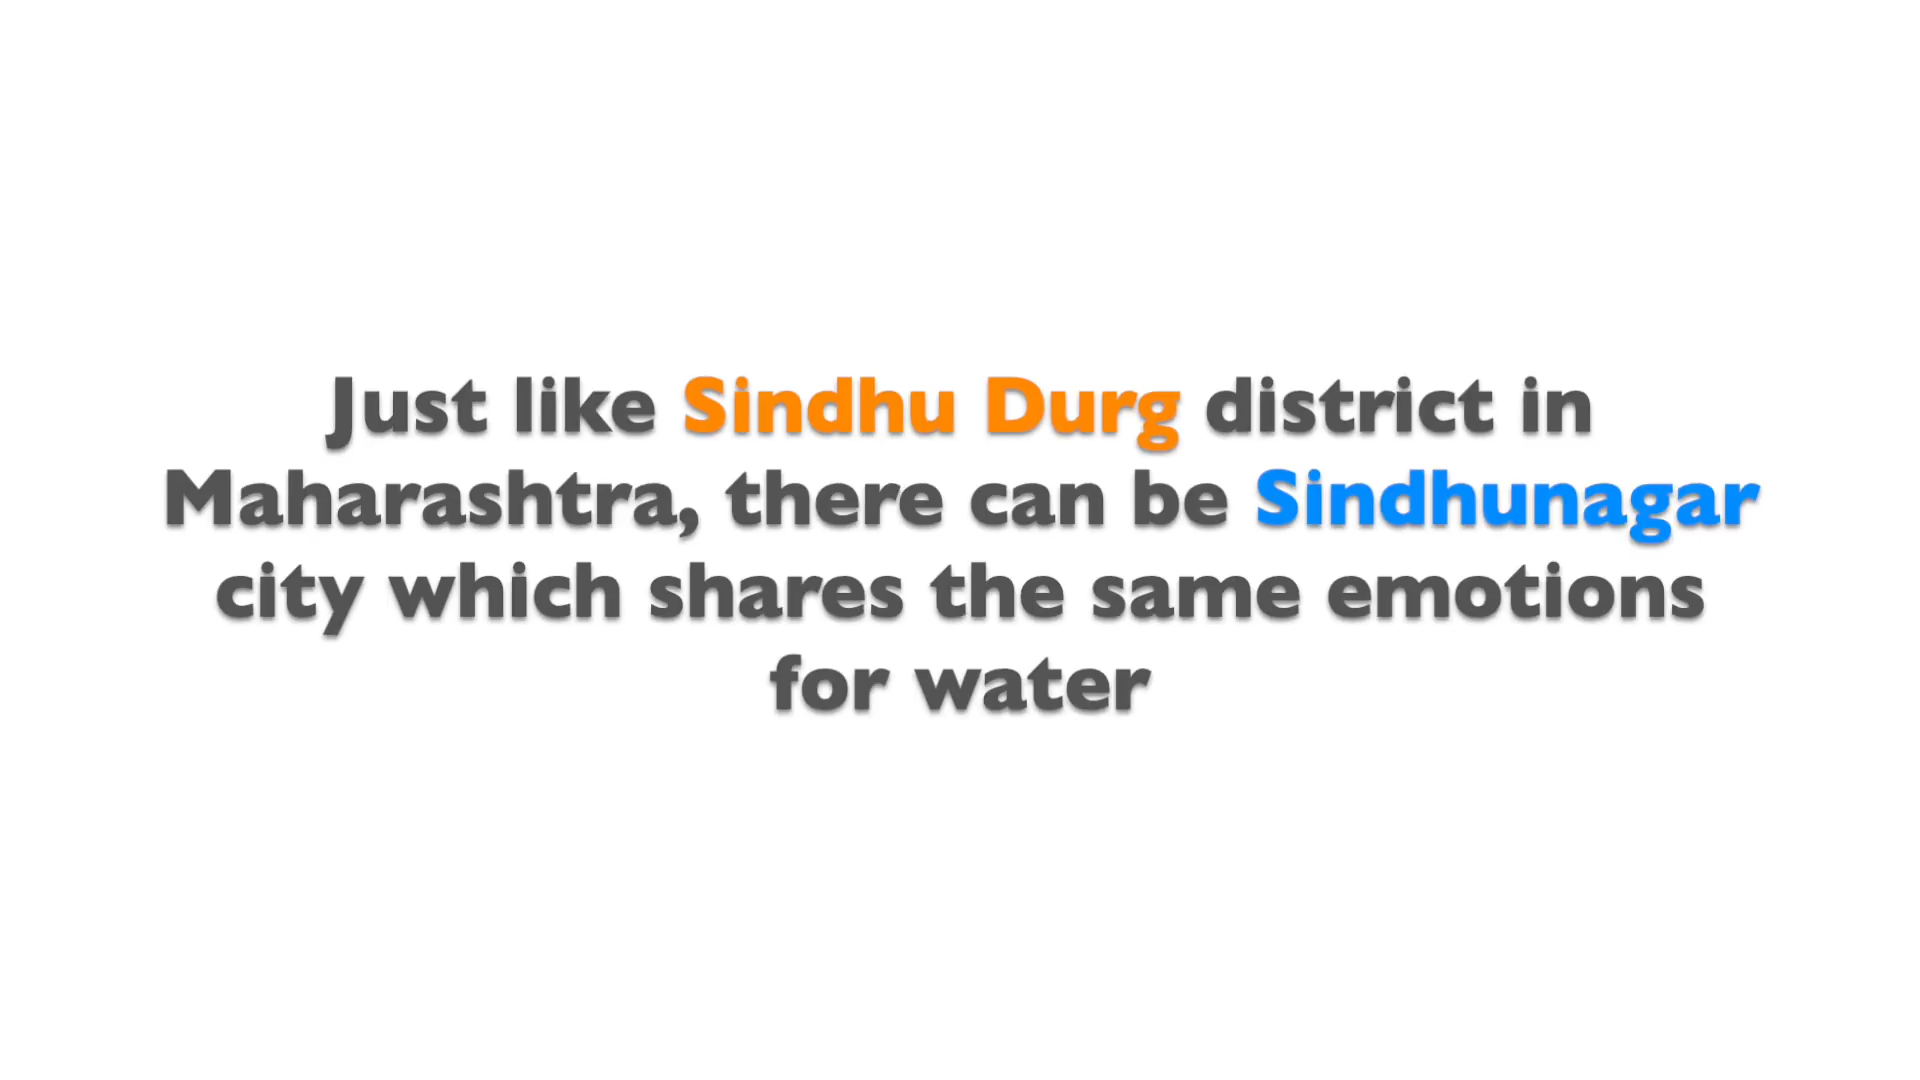 Just like Sindhu Durg district in
Maharashtra, there can be Sindhunagar
city which shares the same emotions
for water